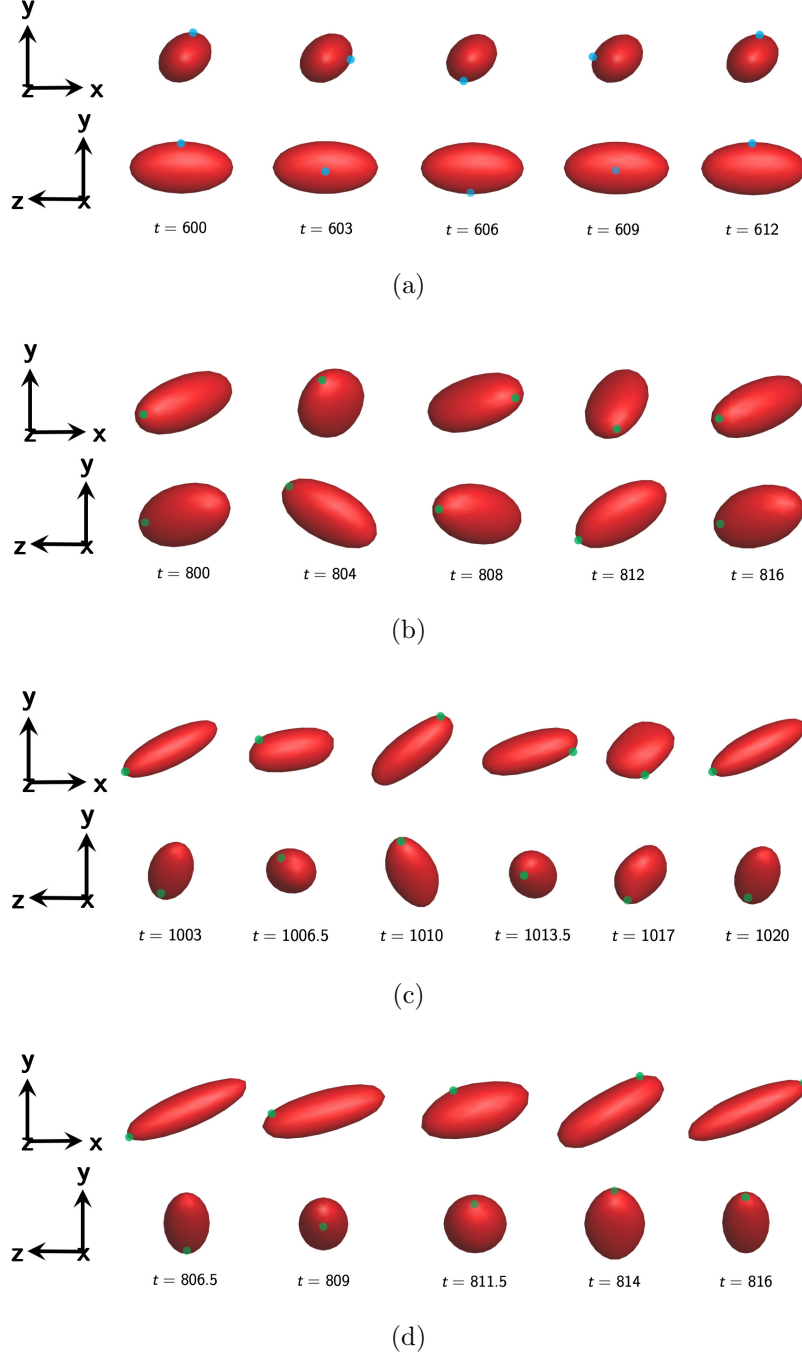 y
z x
y
z x
t = 600 t = 603 t = 606 t = 609 t = 612
(a)
y
z x
y
z x
t = 800 t = 804 t = 808 t = 812 t = 816
(b)
y
z x
y
z x
t = 1003 t = 1006.5 t = 1010 t = 1013.5 t = 1017 t = 1020
(c)
y
z x
y
z x
t = 806.5 t = 809 t = 811.5 t = 814 t = 816
(d)